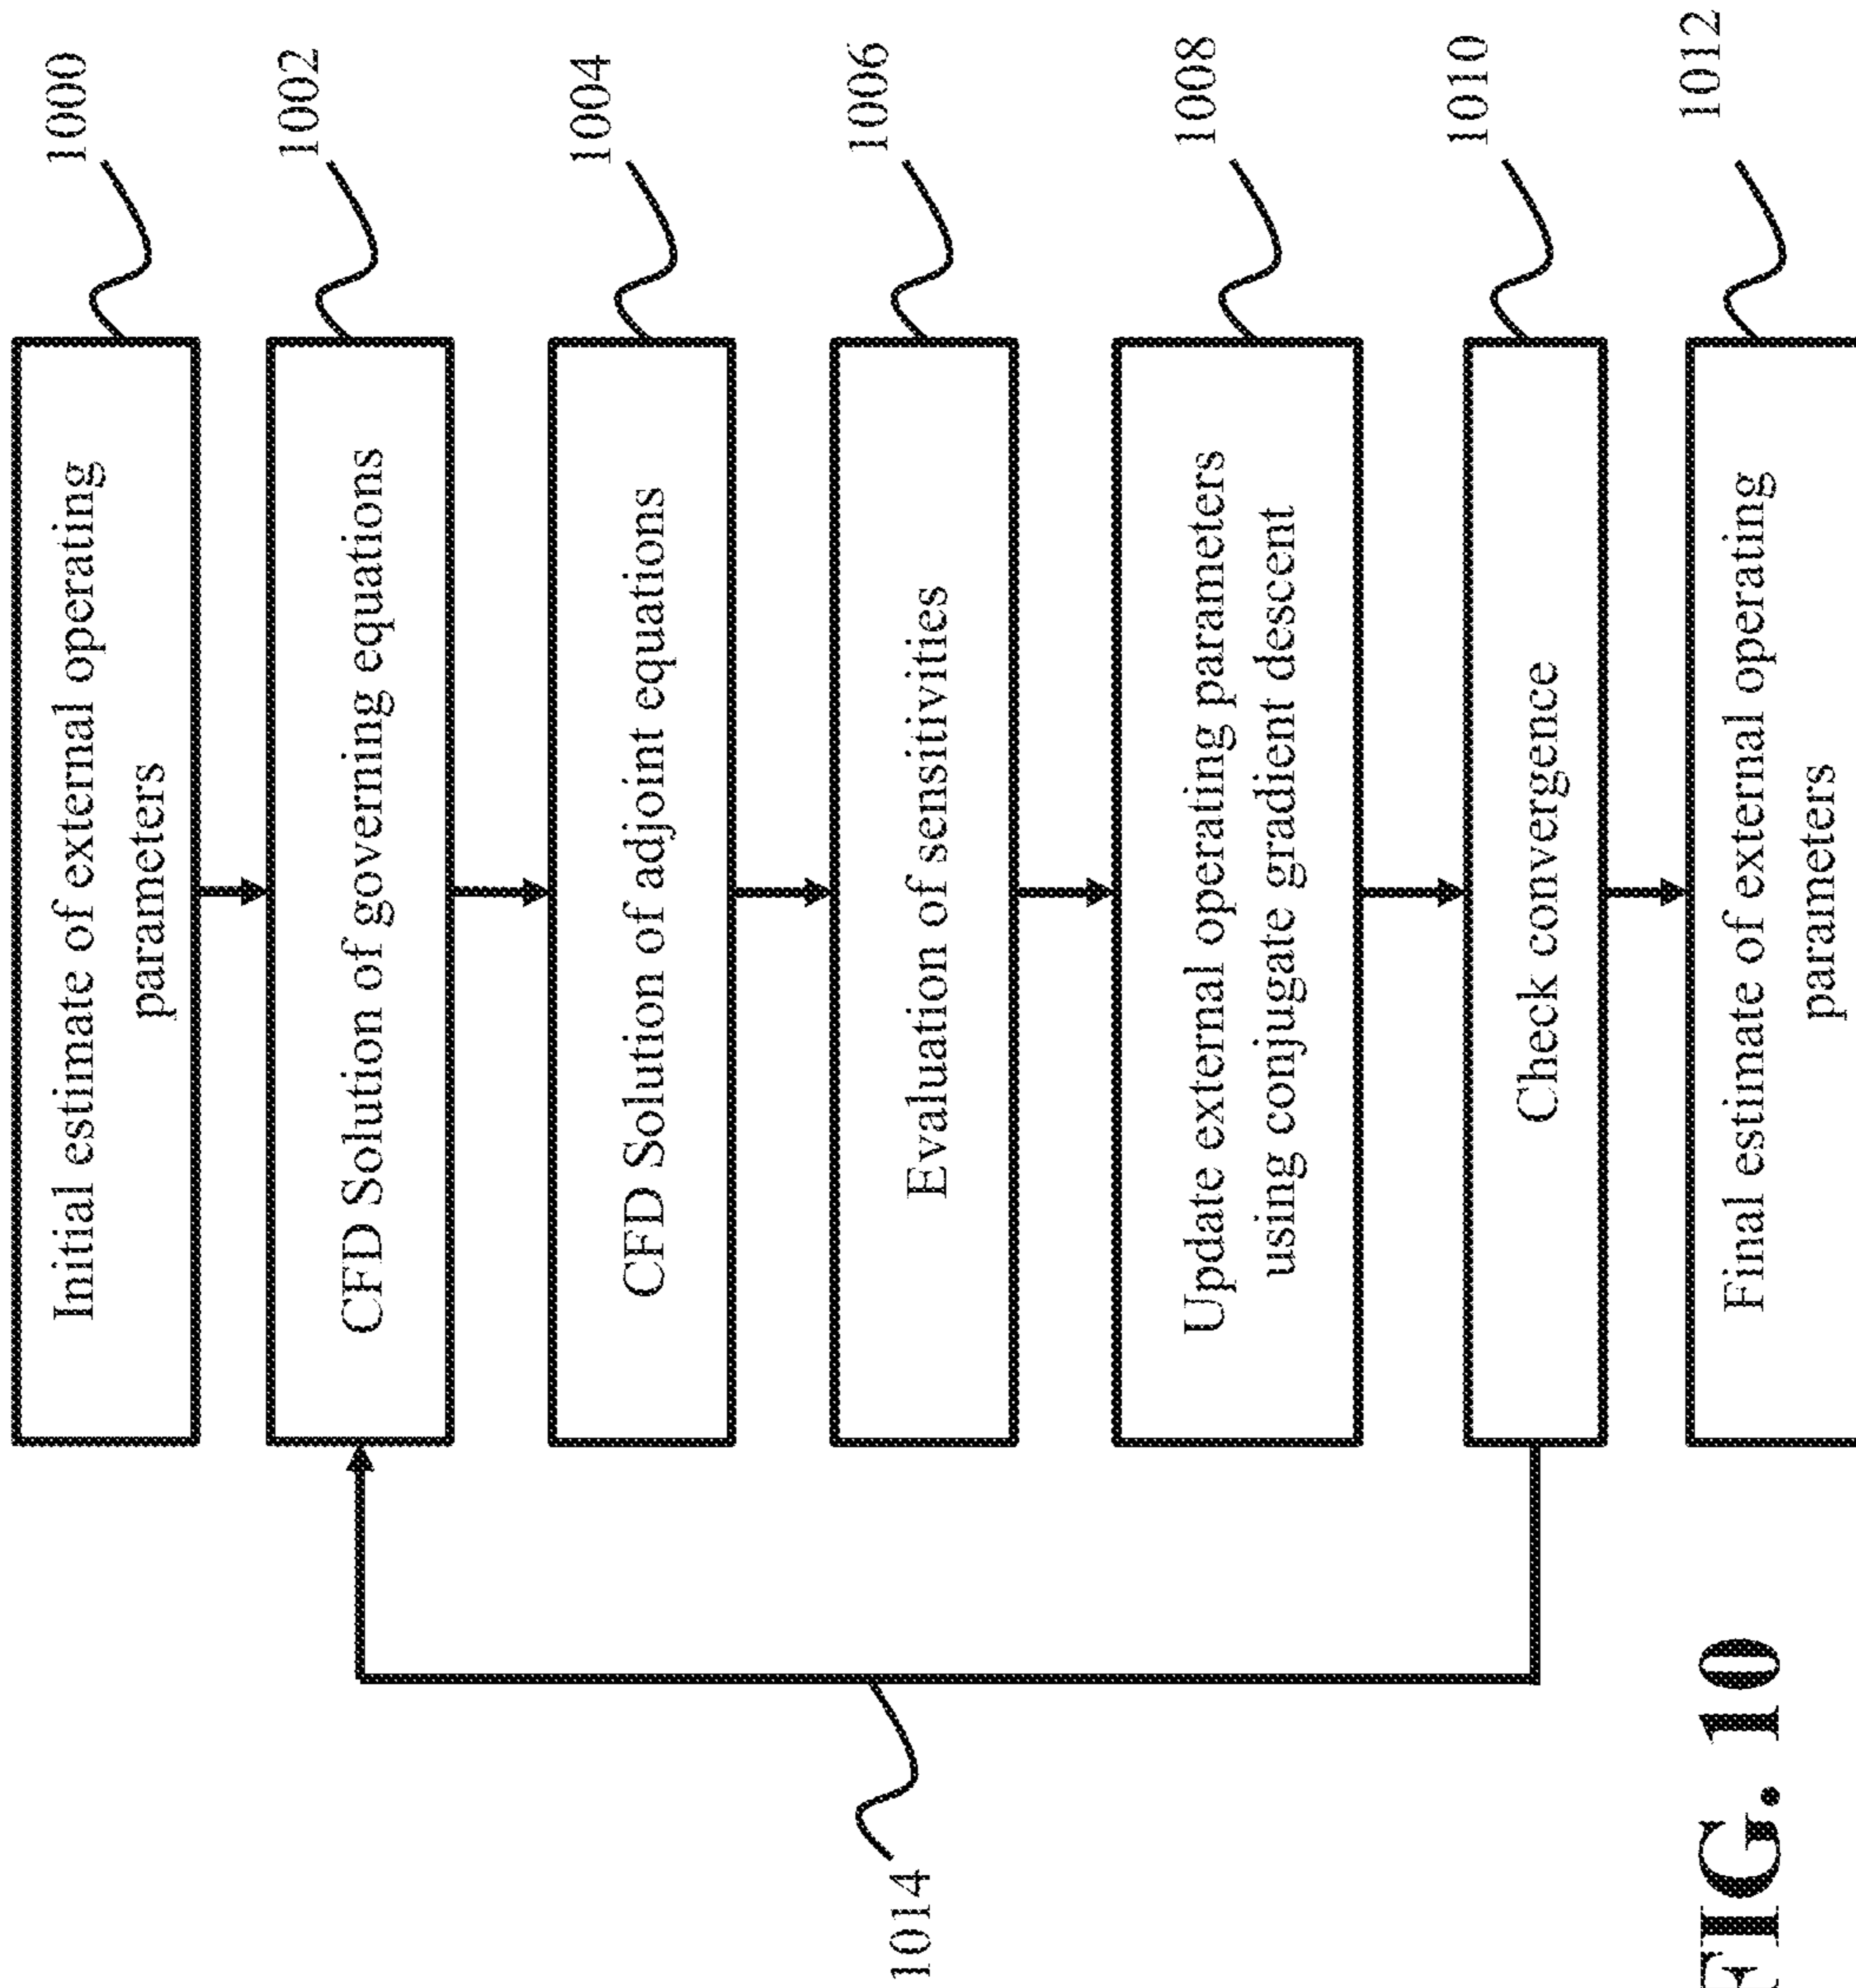 Initial estimate of external operating
parameters
1000
CFD Solution of governing equations
1002
CFD Solution of adjoint equations
1004
Evaluation of sensitivities
1006
Update external operating parameters
using conjugate gradient descent
1008
Check convergence
1010
Final estimate of external operating
parameters
1012
1014
FIG. 10